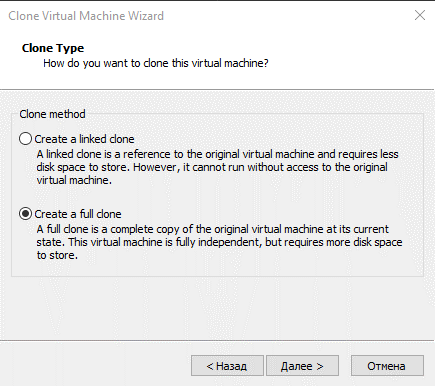 Clone Virtual Machine Wizard
Clone Type
How do you want to clone this virtual machine?
Clone method
Create a linked clone
A linked clone is a reference to the original virtual machine and requires less
disk space to store. However, it cannot run without access to the original
virtual machine.
Create a full clone
A full clone is a complete copy of the original virtual machine at its current
state. This virtual machine is fully independent, but requires more disk space
to store.
< Назад
Далее >
Отмена